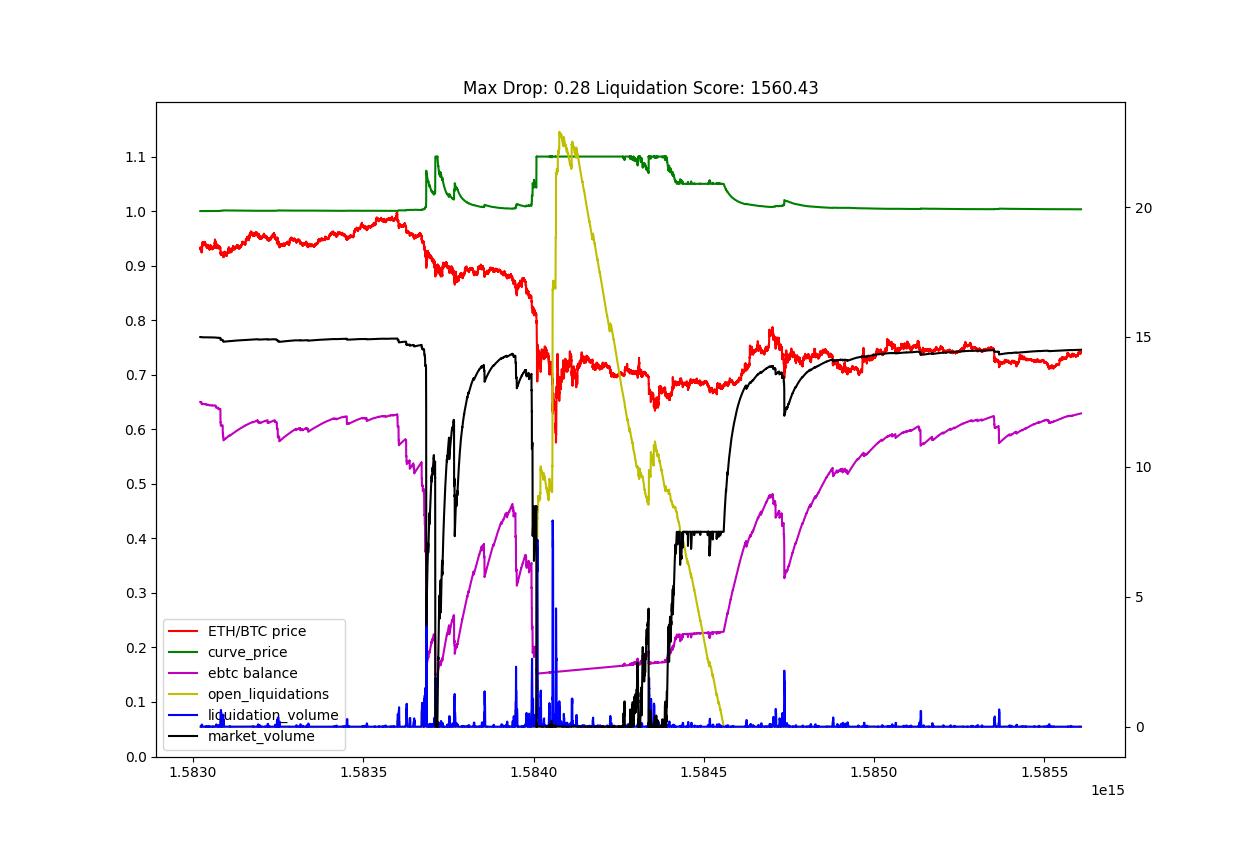 Max Drop: 0.28 Liquidation Score: 1560.43
1.1
1.0
0.9
0.8
0.7
0.6
0.5
0.4
0.3
0.2
0.1
0.0
20
15
10
5
0
ETH/BTC price
curve_price
ebtc balance
open_liquidations
liquidation_volume
market_volume
1.5830 1.5835 1.5840 1.5845 1.5850 1.5855
1e15